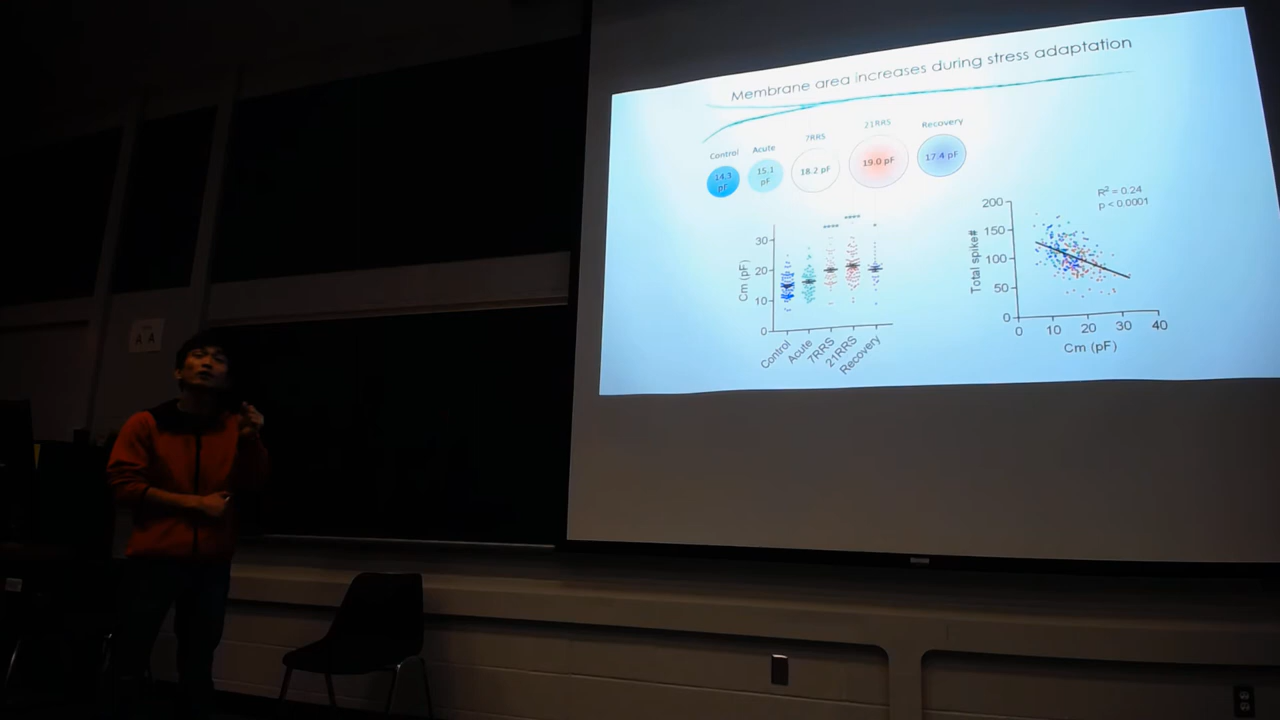 Membrane area increases during stress adaptation
Control
Acute
7RRS
21RRS
Recovery
14.3
pF
15.1
pF
18.2 pF
19.0 pF
17.4 pF
R² = 0.24
p < 0.0001
****
****
*
Cm (pF)
30
20
10
0
Control
Acute
7RRS
21RRS
Recovery
Total spike#
200
150
100
50
0
0
10
20
30
40
Cm (pF)
A A